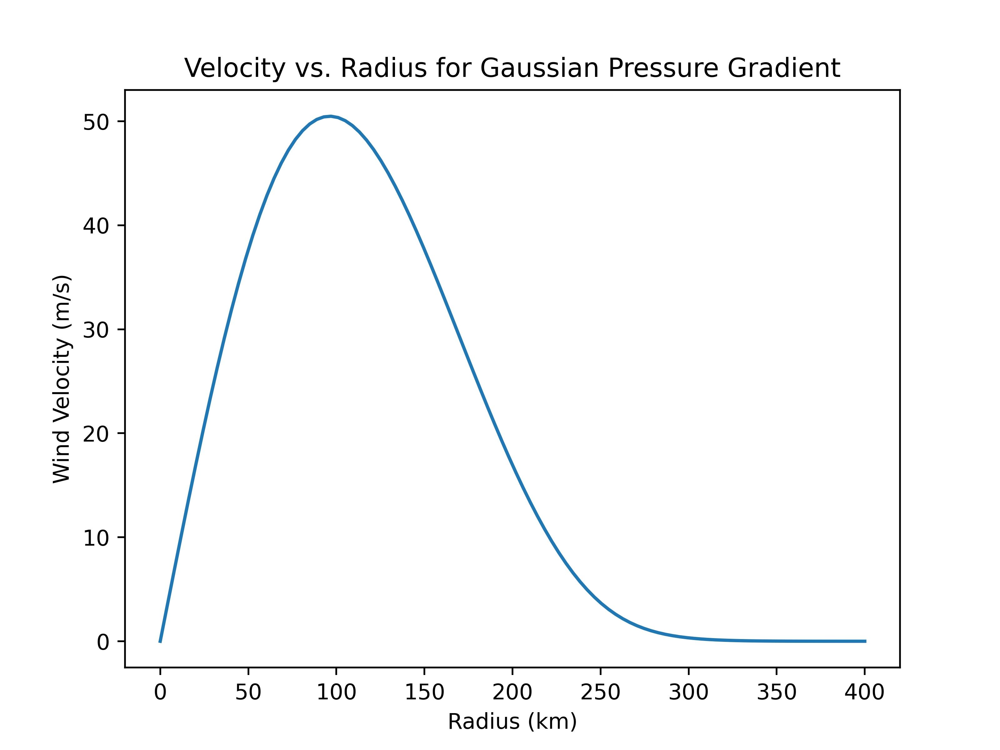 Velocity vs. Radius for Gaussian Pressure Gradient
Wind Velocity (m/s)
50
40
30
20
10
0
0 50 100 150 200 250 300 350 400
Radius (km)